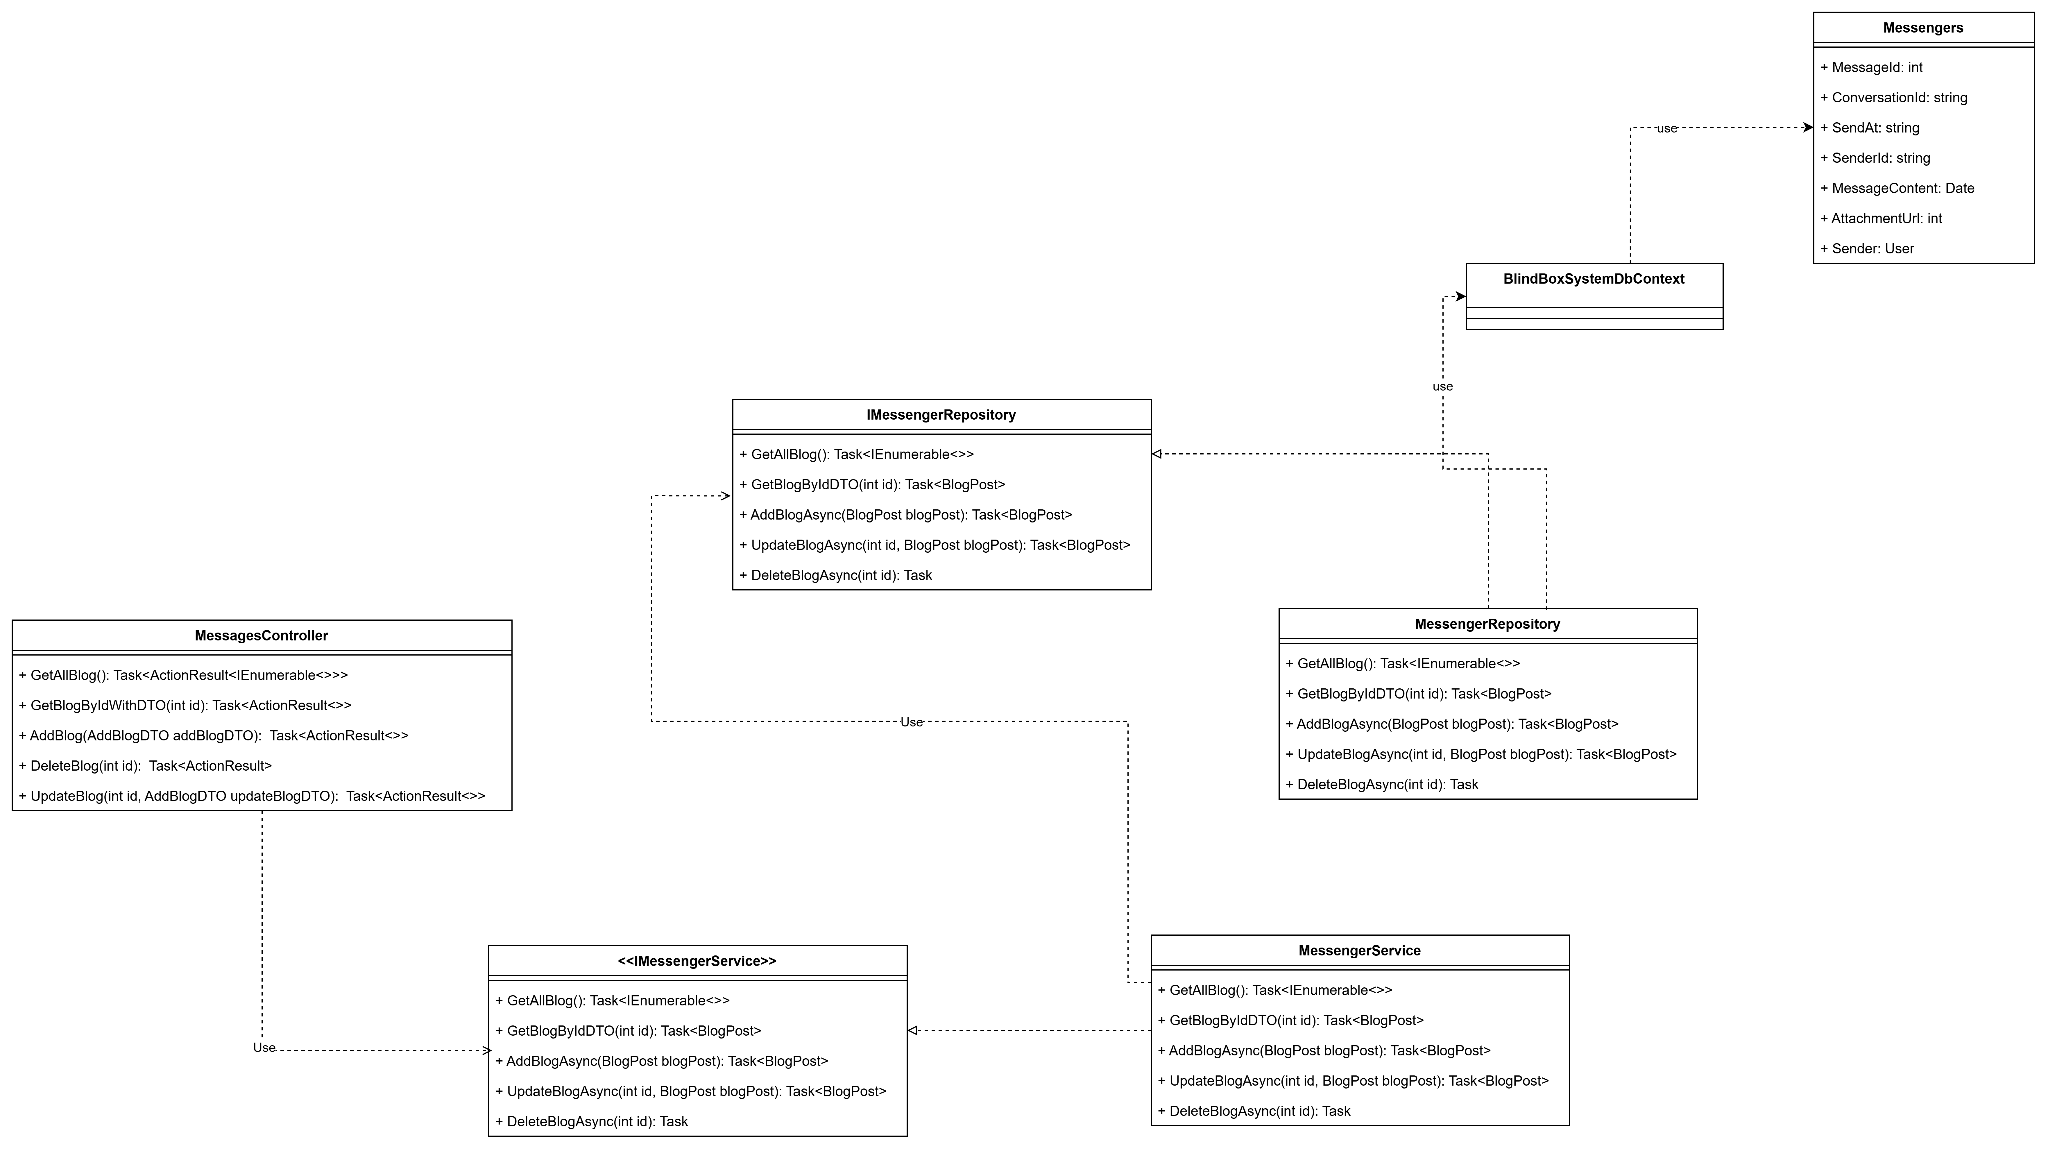 Messengers
+ MessageId: int
+ ConversationId: string
+ SendAt: string
+ SenderId: string
+ MessageContent: Date
+ AttachmentUrl: int
+ Sender: User
use
BlindBoxSystemDbContext
use
IMessengerRepository
+ GetAllBlog(): Task<IEnumerable<>>
+ GetBlogByIdDTO(int id): Task<BlogPost>
+ AddBlogAsync(BlogPost blogPost): Task<BlogPost>
+ UpdateBlogAsync(int id, BlogPost blogPost): Task<BlogPost>
+ DeleteBlogAsync(int id): Task
MessengerRepository
+ GetAllBlog(): Task<IEnumerable<>>
+ GetBlogByIdDTO(int id): Task<BlogPost>
+ AddBlogAsync(BlogPost blogPost): Task<BlogPost>
+ UpdateBlogAsync(int id, BlogPost blogPost): Task<BlogPost>
+ DeleteBlogAsync(int id): Task
MessagesController
+ GetAllBlog(): Task<ActionResult<IEnumerable<>>>
+ GetBlogByIdWithDTO(int id): Task<ActionResult<>>
+ AddBlog(AddBlogDTO addBlogDTO):  Task<ActionResult<>>
+ DeleteBlog(int id):  Task<ActionResult>
+ UpdateBlog(int id, AddBlogDTO updateBlogDTO):  Task<ActionResult<>>
Use
Use
<<IMessengerService>>
+ GetAllBlog(): Task<IEnumerable<>>
+ GetBlogByIdDTO(int id): Task<BlogPost>
+ AddBlogAsync(BlogPost blogPost): Task<BlogPost>
+ UpdateBlogAsync(int id, BlogPost blogPost): Task<BlogPost>
+ DeleteBlogAsync(int id): Task
MessengerService
+ GetAllBlog(): Task<IEnumerable<>>
+ GetBlogByIdDTO(int id): Task<BlogPost>
+ AddBlogAsync(BlogPost blogPost): Task<BlogPost>
+ UpdateBlogAsync(int id, BlogPost blogPost): Task<BlogPost>
+ DeleteBlogAsync(int id): Task